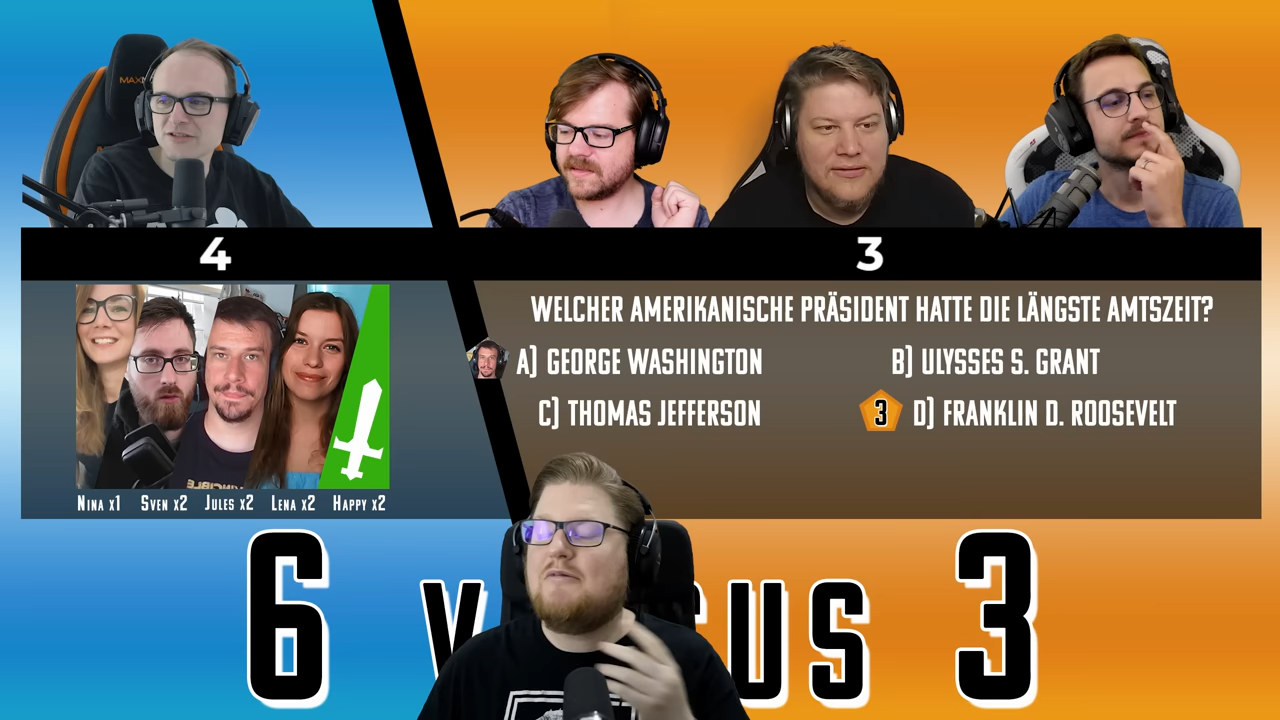 4
3
WELCHER AMERIKANISCHE PRÄSIDENT HATTE DIE LÄNGSTE AMTSZEIT?
A) GEORGE WASHINGTON
B) ULYSSES S. GRANT
C) THOMAS JEFFERSON
3
D) FRANKLIN D. ROOSEVELT
NINA x1
SVEN x2
JULES x2
LENA x2
HAPPY x2
6
3